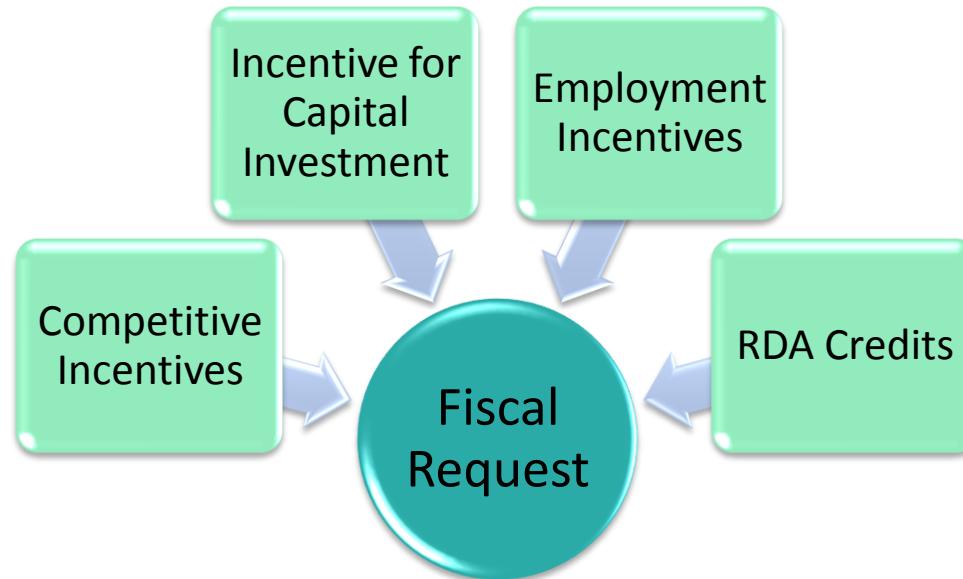 Incentive for
Capital
Investment
Employment
Incentives
Competitive
Incentives
RDA Credits
Fiscal
Request